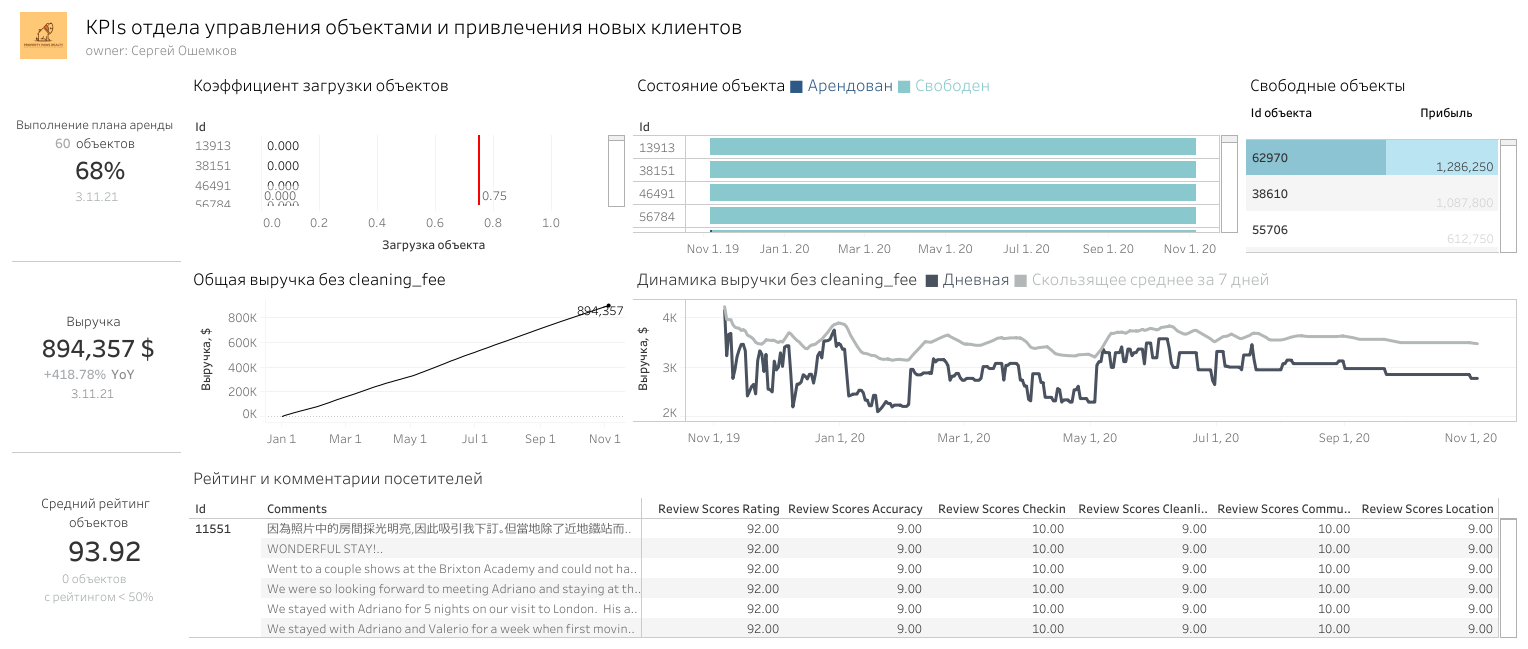 KPIs отдела управления объектами и привлечения новых клиентов
owner: Сергей Ошемков
Выполнение плана аренды
60 объектов
68%
3.11.21
Коэффициент загрузки объектов
Id
13913 0.000
38151 0.000
46491 0.000
0.000 0.75
56784 0.000
0.0 0.2 0.4 0.6 0.8 1.0
Загрузка объекта
Состояние объекта Арендован Свободен
Id
13913
38151
46491
56784
Nov 1, 19 Jan 1, 20 Mar 1, 20 May 1, 20 Jul 1, 20 Sep 1, 20 Nov 1, 20
Свободные объекты
Id объекта Прибыль
62970 1,286,250
38610 1,087,800
55706 612,750
Выручка
894,357 $
+418.78% YoY
3.11.21
Общая выручка без cleaning_fee
894,357
Выручка, $
800K
600K
400K
200K
0K
Jan 1 Mar 1 May 1 Jul 1 Sep 1 Nov 1
Динамика выручки без cleaning_fee Дневная Скользящее среднее за 7 дней
Выручка, $
4K
3K
2K
Nov 1, 19 Jan 1, 20 Mar 1, 20 May 1, 20 Jul 1, 20 Sep 1, 20 Nov 1, 20
Средний рейтинг
объектов
93.92
0 объектов
с рейтингом < 50%
Рейтинг и комментарии посетителей
Id Comments Review Scores Rating Review Scores Accuracy Review Scores Checkin Review Scores Cleanli.. Review Scores Commu.. Review Scores Location
11551 因為照片中的房間採光明亮,因此吸引我下訂。但當地除了近地鐵站而.. 92.00 9.00 10.00 9.00 10.00 9.00
WONDERFUL STAY!.. 92.00 9.00 10.00 9.00 10.00 9.00
Went to a couple shows at the Brixton Academy and could not ha.. 92.00 9.00 10.00 9.00 10.00 9.00
We were so looking forward to meeting Adriano and staying at th.. 92.00 9.00 10.00 9.00 10.00 9.00
We stayed with Adriano for 5 nights on our visit to London. His a.. 92.00 9.00 10.00 9.00 10.00 9.00
We stayed with Adriano and Valerio for a week when first movin.. 92.00 9.00 10.00 9.00 10.00 9.00